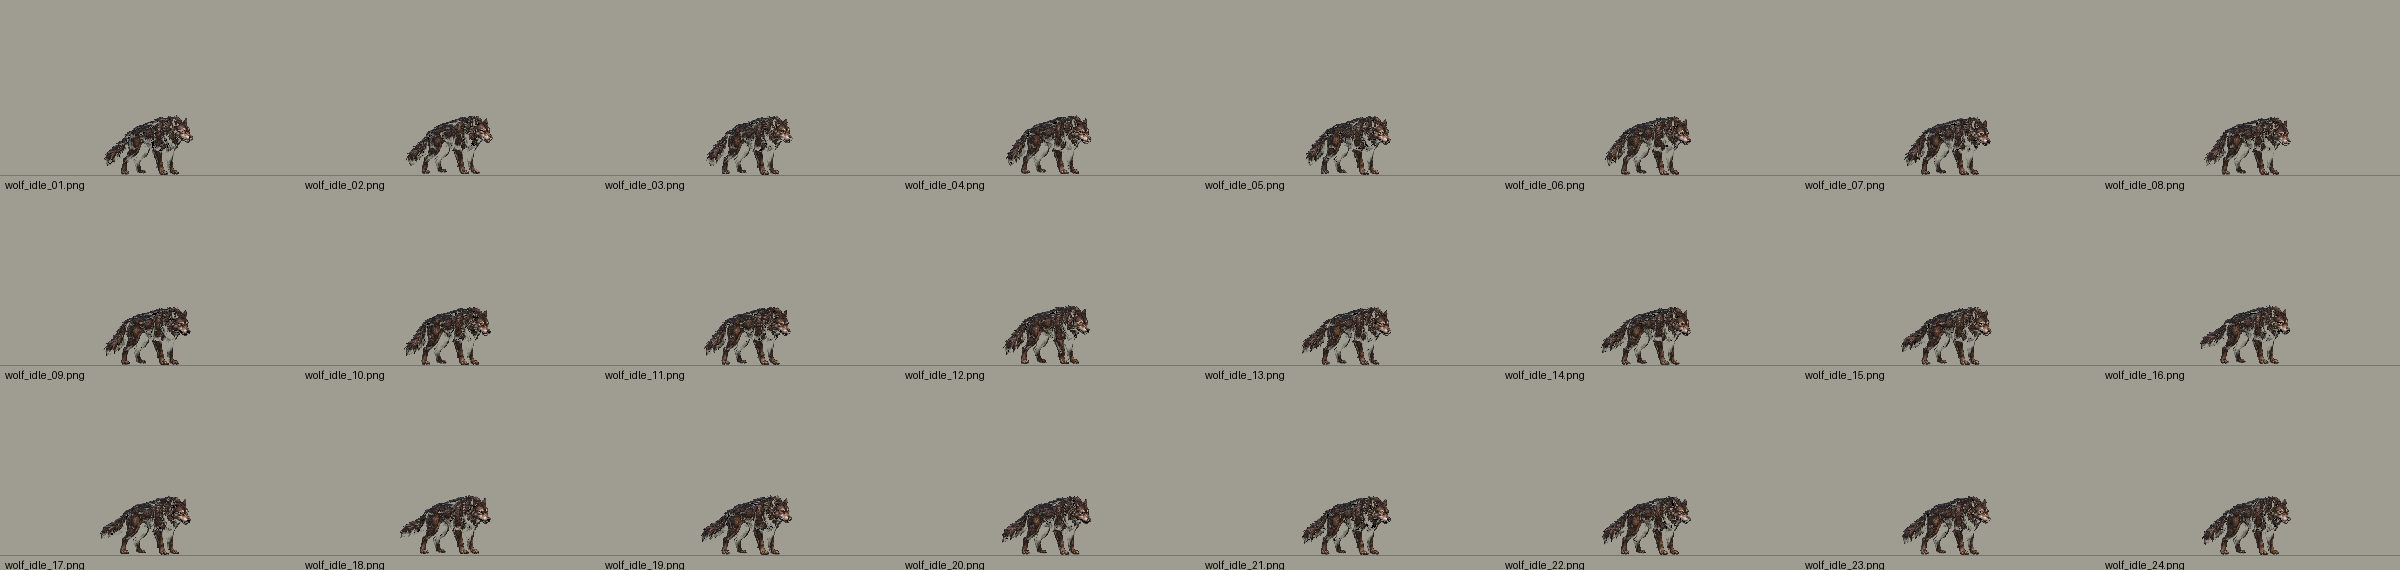 wolf_idle_01.png wolf_idle_02.png wolf_idle_03.png wolf_idle_04.png wolf_idle_05.png wolf_idle_06.png wolf_idle_07.png wolf_idle_08.png
wolf_idle_09.png wolf_idle_10.png wolf_idle_11.png wolf_idle_12.png wolf_idle_13.png wolf_idle_14.png wolf_idle_15.png wolf_idle_16.png
wolf_idle_17.png wolf_idle_18.png wolf_idle_19.png wolf_idle_20.png wolf_idle_21.png wolf_idle_22.png wolf_idle_23.png wolf_idle_24.png